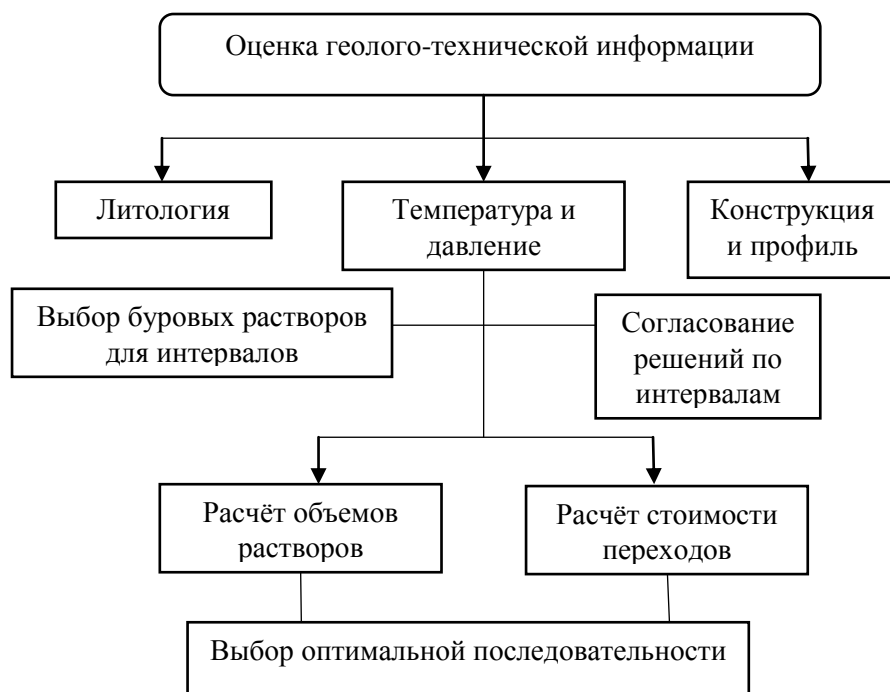 Оценка геолого-технической информации
Литология
Температура и
давление
Конструкция
и профиль
Выбор буровых растворов
для интервалов
Согласование
решений по
интервалам
Расчёт объемов
растворов
Расчёт стоимости
переходов
Выбор оптимальной последовательности